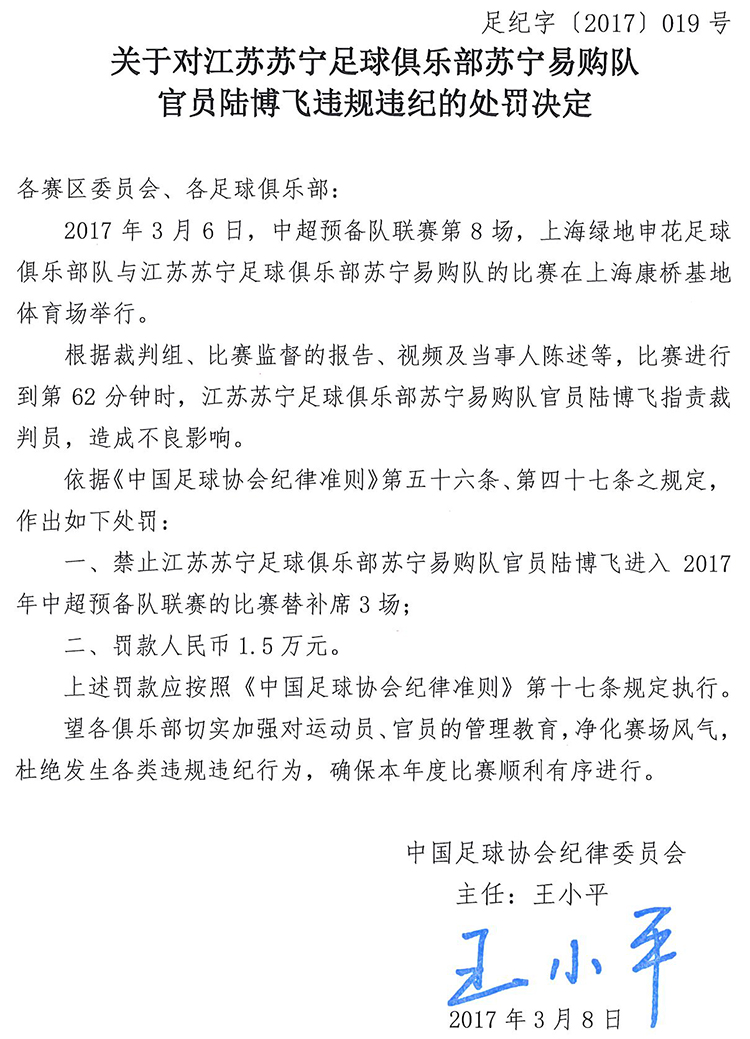 足纪字〔2017〕019 号
关于对江苏苏宁足球俱乐部苏宁易购队
官员陆博飞违规违纪的处罚决定
各赛区委员会、各足球俱乐部：
2017 年 3 月 6 日，中超预备队联赛第 8 场，上海绿地申花足球
俱乐部队与江苏苏宁足球俱乐部苏宁易购队的比赛在上海康桥基地
体育场举行。
根据裁判组、比赛监督的报告、视频及当事人陈述等，比赛进行
到第 62 分钟时，江苏苏宁足球俱乐部苏宁易购队官员陆博飞指责裁
判员，造成不良影响。
依据《中国足球协会纪律准则》第五十六条、第四十七条之规定，
作出如下处罚：
一、禁止江苏苏宁足球俱乐部苏宁易购队官员陆博飞进入 2017
年中超预备队联赛的比赛替补席 3 场；
二、罚款人民币 1.5 万元。
上述罚款应按照《中国足球协会纪律准则》第十七条规定执行。
望各俱乐部切实加强对运动员、官员的管理教育，净化赛场风气，
杜绝发生各类违规违纪行为，确保本年度比赛顺利有序进行。
中国足球协会纪律委员会
主任：王小平
王小平
2017 年 3 月 8 日